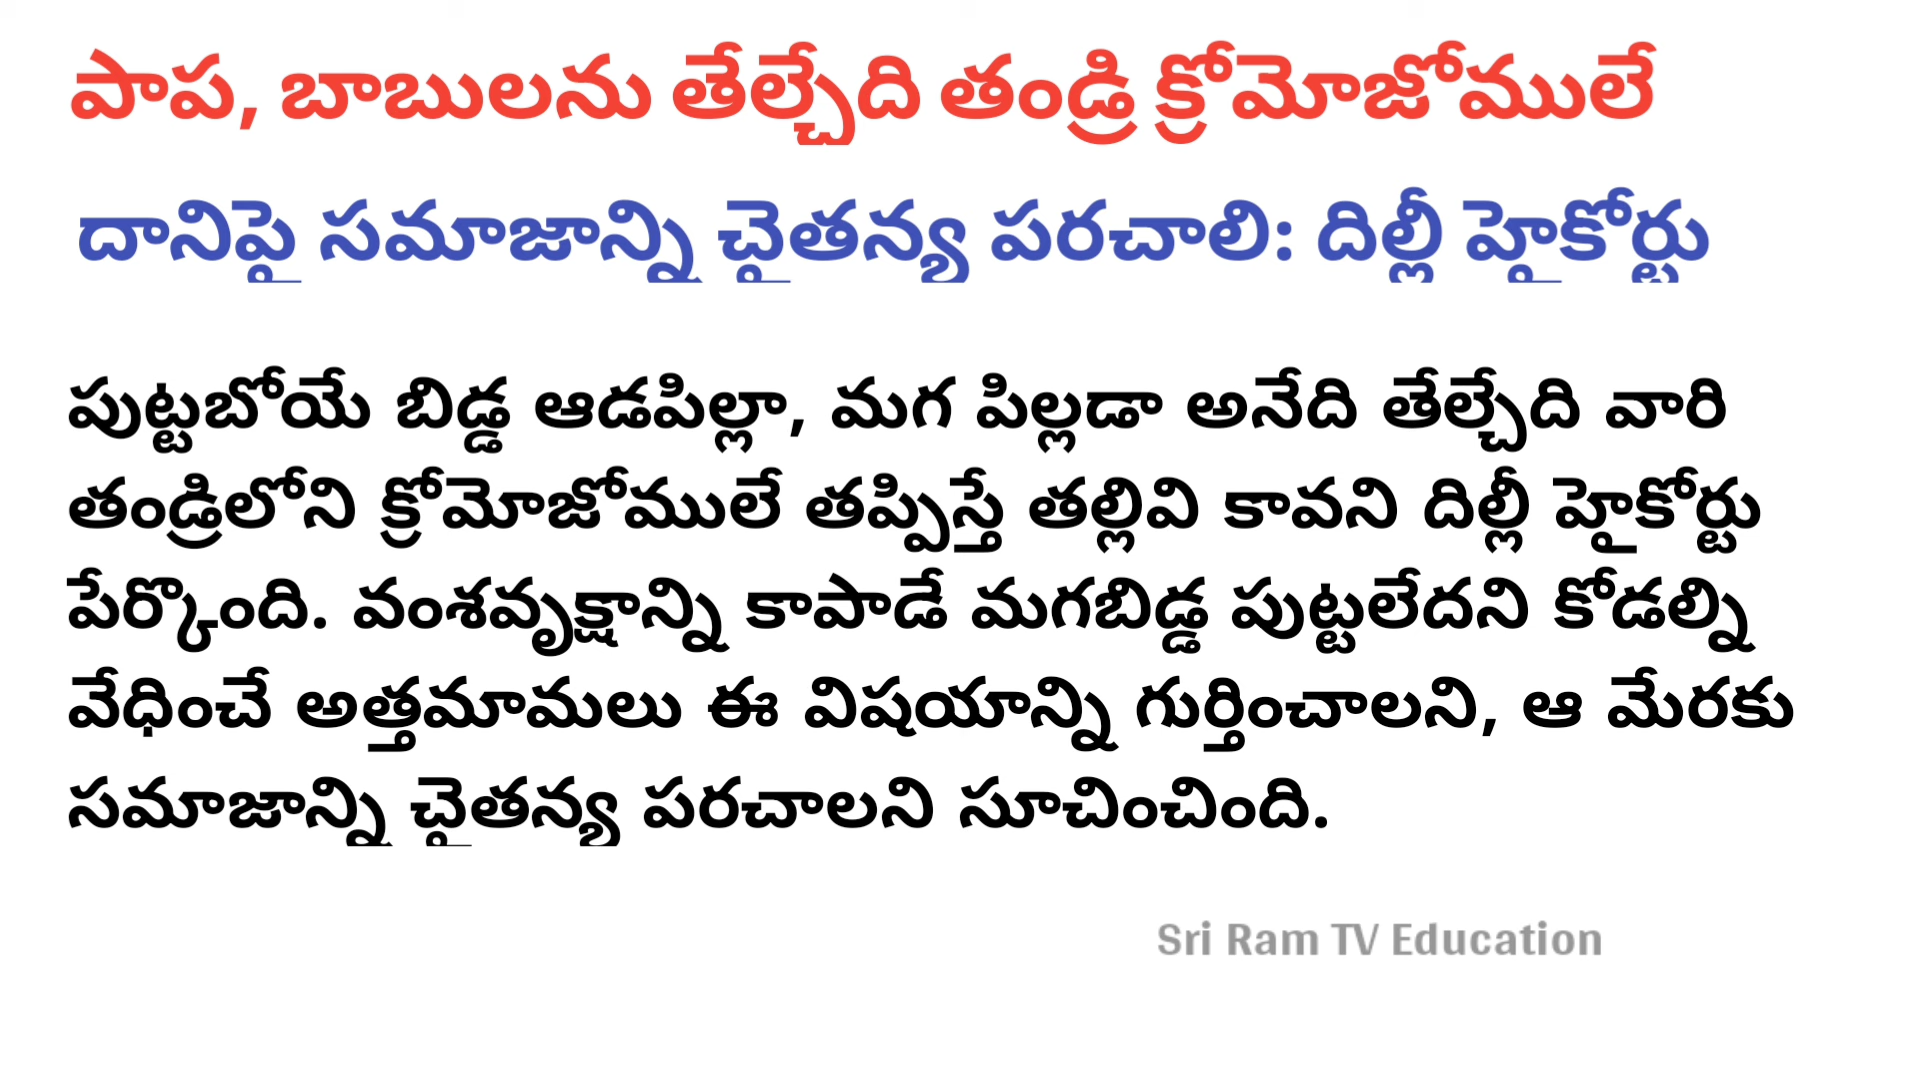 పాప, బాబులను తేల్చేది తండ్రి క్రోమోజోములే
దానిపై సమాజాన్ని చైతన్య పరచాలి: దిల్లీ హైకోర్టు
పుట్టబోయే బిడ్డ ఆడపిల్లా, మగ పిల్లడా అనేది తేల్చేది వారి
తండ్రిలోని క్రోమోజోములే తప్పిస్తే తల్లివి కావని దిల్లీ హైకోర్టు
పేర్కొంది. వంశవృక్షాన్ని కాపాడే మగబిడ్డ పుట్టలేదని కోడల్ని
వేధించే అత్తమామలు ఈ విషయాన్ని గుర్తించాలని, ఆ మేరకు
సమాజాన్ని చైతన్య పరచాలని సూచించింది.
Sri Ram TV Education